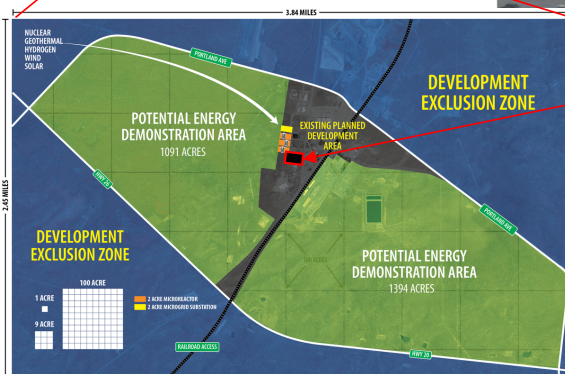 3.84 MILES
NUCLEAR
GEOTHERMAL
HYDROGEN
WIND
SOLAR
PORTLAND AVE
DEVELOPMENT
EXCLUSION ZONE
POTENTIAL ENERGY
DEMONSTRATION AREA
1091 ACRES
EXISTING PLANNED
DEVELOPMENT
AREA
2.45 MILES
HWY 20
PORTLAND AVE
DEVELOPMENT
EXCLUSION ZONE
POTENTIAL ENERGY
DEMONSTRATION AREA
1394 ACRES
100 ACRE
1 ACRE
9 ACRE
2 ACRE MICROREACTOR
2 ACRE MICROGRID SUBSTATION
RAILROAD ACCESS
HWY 20